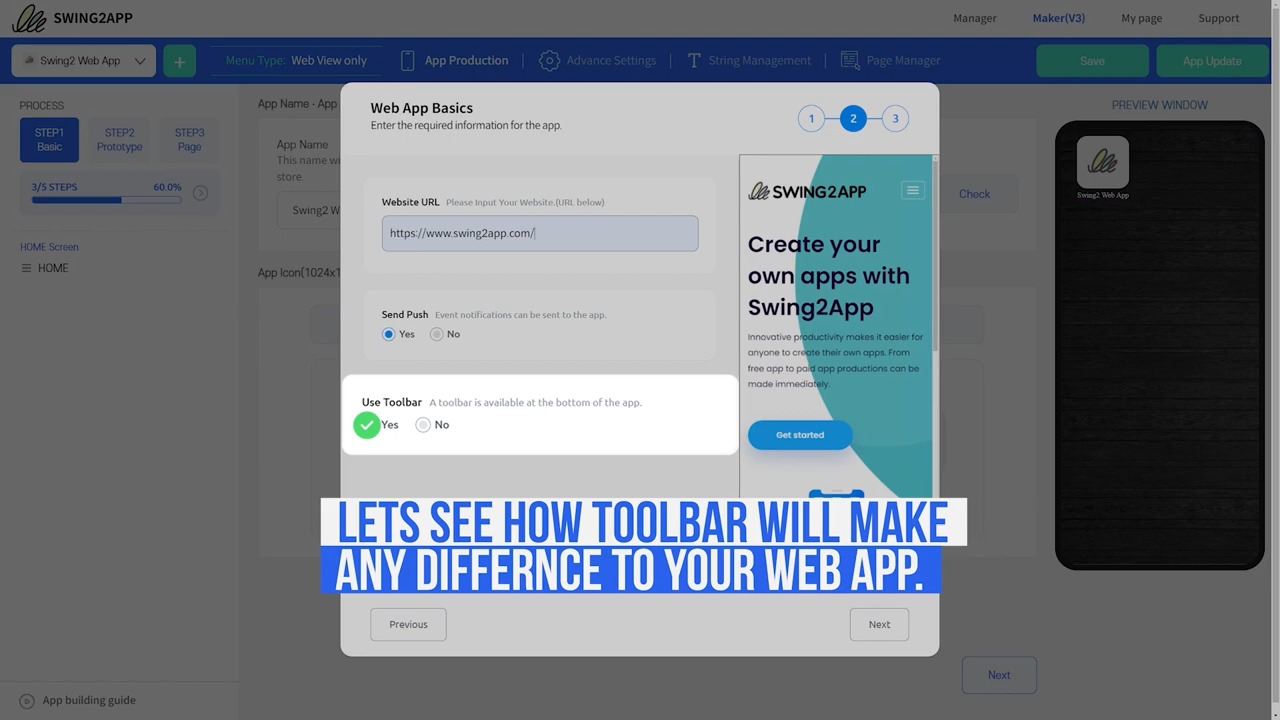 SWING2APP
Manager
Maker(V3)
My page
Support
Swing2 Web App
+
Menu Type: Web View only
App Production
Advance Settings
String Management
Page Manager
Save
App Update
PROCESS
STEP1
Basic
STEP2
Prototype
STEP3
Page
3/5 STEPS
60.0%
HOME Screen
HOME
App building guide
App Name · App
App Name
This name wi
store.
Swing2 W
Check
App Icon(1024x1
Web App Basics
Enter the required information for the app.
1
2
3
Website URL Please Input Your Website.(URL below)
https://www.swing2app.com/
Send Push Event notifications can be sent to the app.
Yes
No
Use Toolbar A toolbar is available at the bottom of the app.
Yes
No
SWING2APP
Create your
own apps with
Swing2App
Innovative productivity makes it easier for
anyone to create their own apps. From
free app to paid app productions can be
made immediately.
Get started
LETS SEE HOW TOOLBAR WILL MAKE
ANY DIFFERNCE TO YOUR WEB APP.
Previous
Next
Next
PREVIEW WINDOW
Swing2 Web App